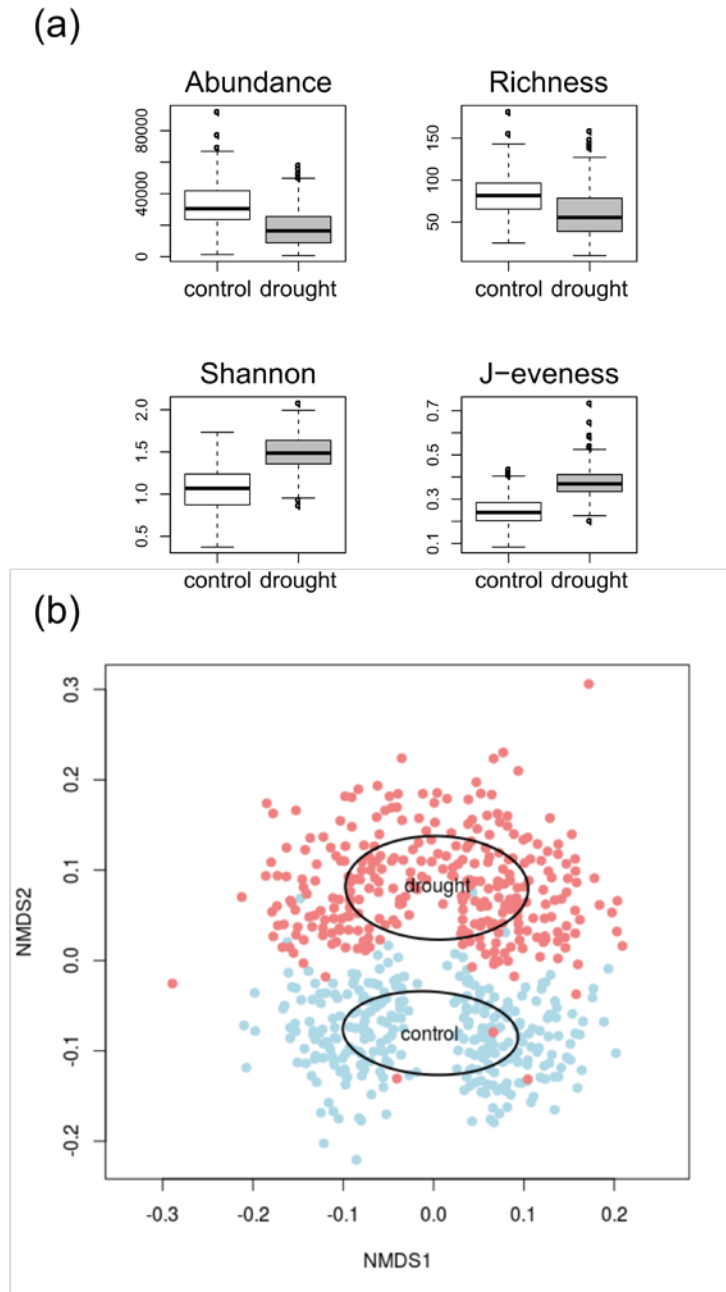 (a)
Abundance Richness
80000
40000
0
150
100
50
control drought control drought
Shannon J-eveness
2.0
1.5
1.0
0.5
0.7
0.5
0.3
0.1
control drought control drought
(b)
0.3
0.2
0.1
0.0
-0.1
-0.2
NMDS2
drought
control
-0.3 -0.2 -0.1 0.0 0.1 0.2
NMDS1